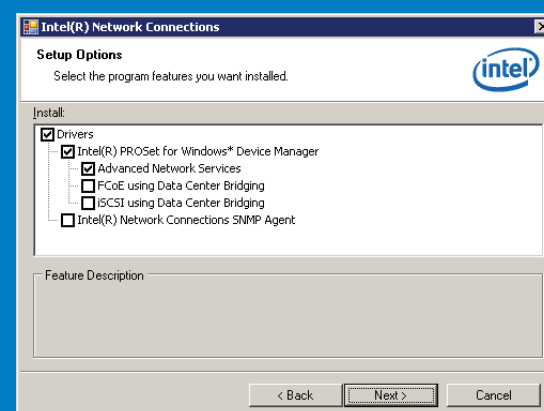 Intel(R) Network Connections
Setup Options
Select the program features you want installed.
intel
Install:
Drivers
Intel(R) PROSet for Windows* Device Manager
Advanced Network Services
FCoE using Data Center Bridging
iSCSI using Data Center Bridging
Intel(R) Network Connections SNMP Agent
Feature Description
< Back Next > Cancel